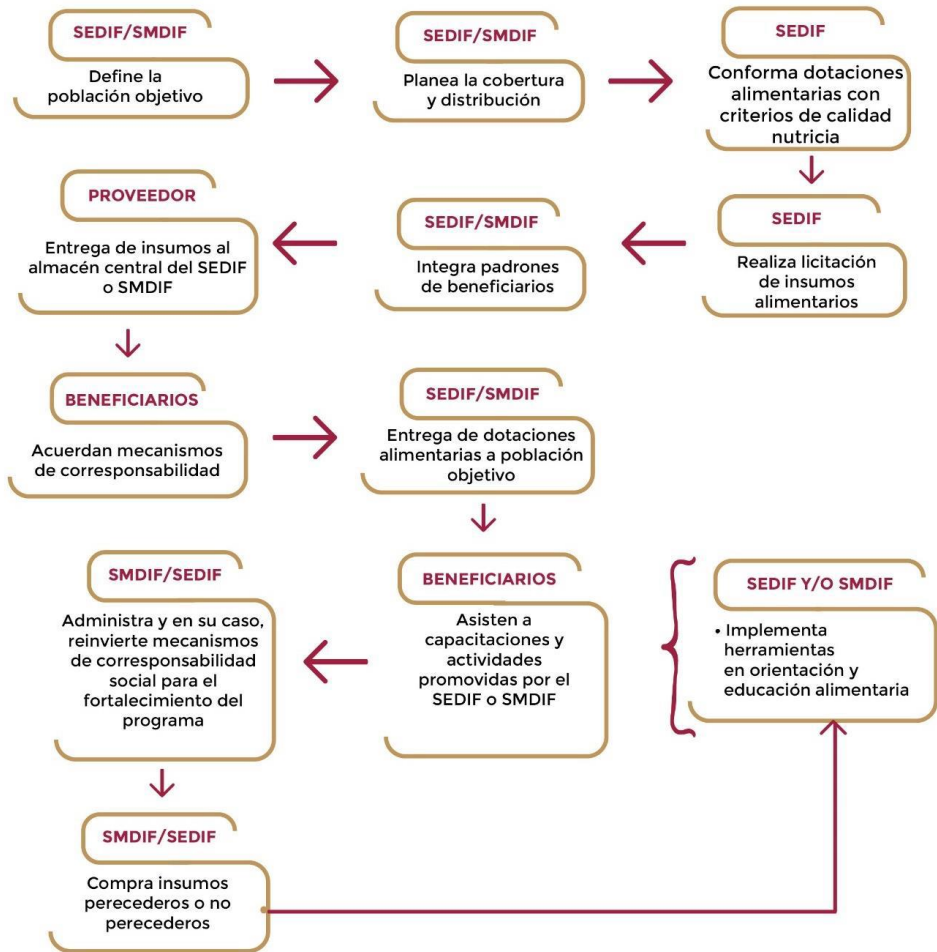 SEDIF/SMDIF
Define la
población objetivo
SEDIF/SMDIF
Planea la cobertura
y distribución
SEDIF
Conforma dotaciones
alimentarias con
criterios de calidad
nutricia
SEDIF
Realiza licitación
de insumos
alimentarios
SEDIF/SMDIF
Integra padrones
de beneficiarios
PROVEEDOR
Entrega de insumos al
almacén central del SEDIF
o SMDIF
BENEFICIARIOS
Acuerdan mecanismos
de corresponsabilidad
SEDIF/SMDIF
Entrega de dotaciones
alimentarias a población
objetivo
BENEFICIARIOS
Asisten a
capacitaciones y
actividades
promovidas por el
SEDIF o SMDIF
SEDIF Y/O SMDIF
• Implementa
herramientas
en orientación y
educación alimentaria
SMDIF/SEDIF
Administra y en su caso,
reinvierte mecanismos
de corresponsabilidad
social para el
fortalecimiento del
programa
SMDIF/SEDIF
Compra insumos
perecederos o no
perecederos